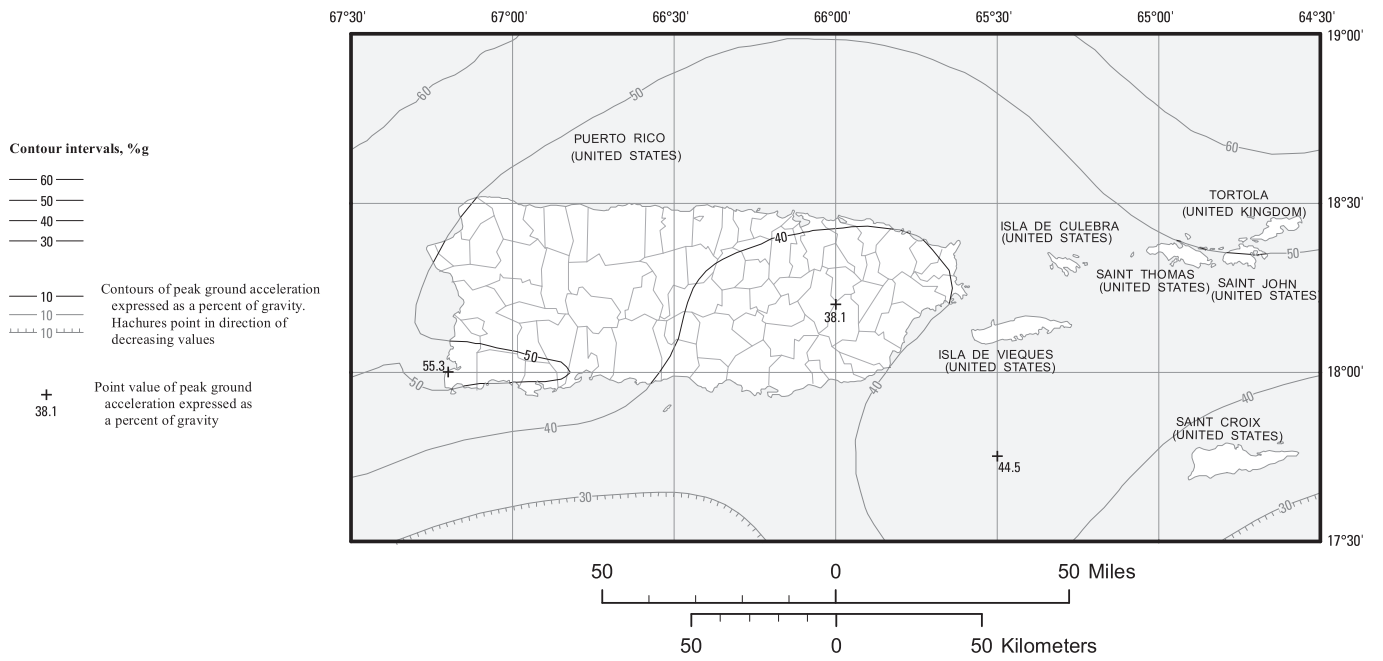 67°30'
67°00'
66°30'
66°00'
65°30'
65°00'
64°30'
19°00'
60
50
PUERTO RICO
(UNITED STATES)
60
Contour intervals, %g
60
50
40
30
10
10
10
Contours of peak ground acceleration
expressed as a percent of gravity.
Hachures point in direction of
decreasing values
38.1
Point value of peak ground
acceleration expressed as
a percent of gravity
TORTOLA
(UNITED KINGDOM)
18°30'
ISLA DE CULEBRA
(UNITED STATES)
40
50
SAINT THOMAS
(UNITED STATES)
SAINT JOHN
(UNITED STATES
38.1
50
ISLA DE VIEQUES
(UNITED STATES)
55.3
18°00'
50
40
40
40
SAINT CROIX
(UNITED STATES)
44.5
30
30
17°30'
50
0
50 Miles
50
0
50 Kilometers